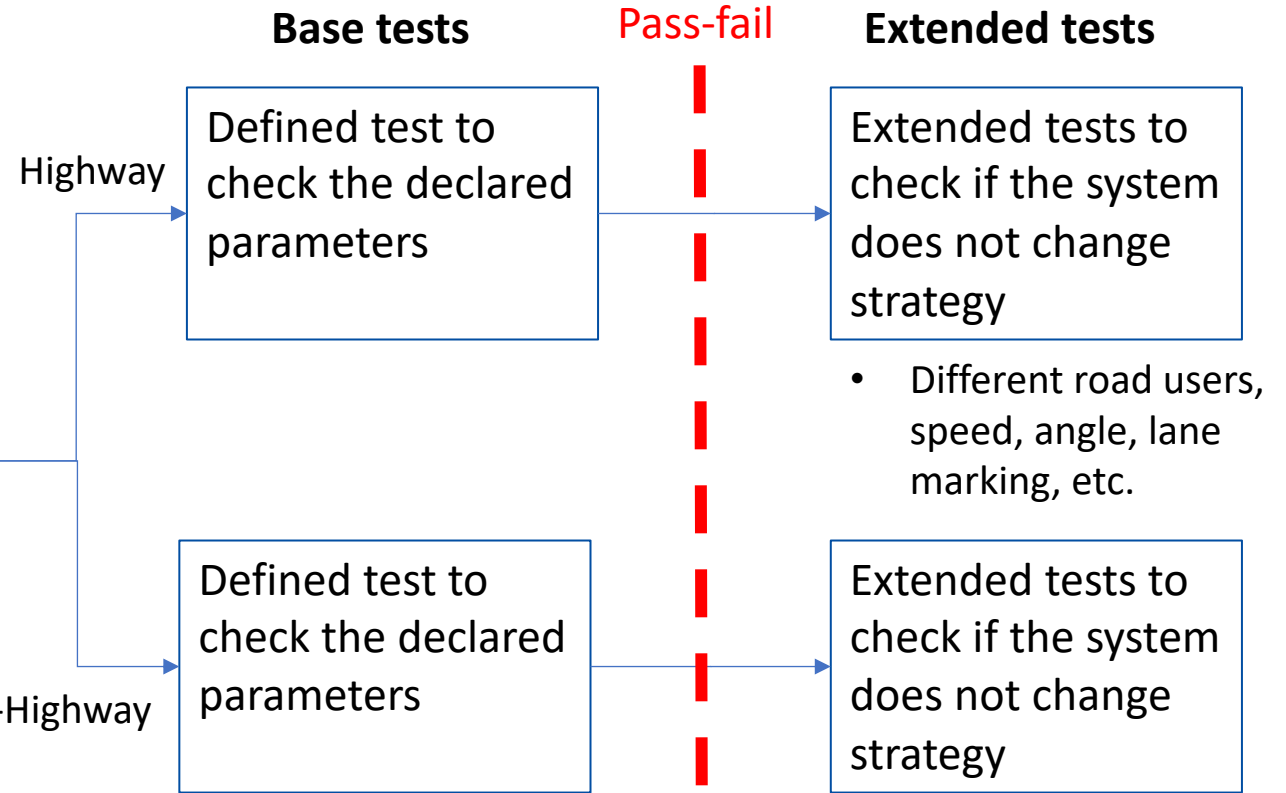 Base tests
Pass-fail
Extended tests
Highway
Defined test to
check the declared
parameters
Extended tests to
check if the system
does not change
strategy
• Different road users,
speed, angle, lane
marking, etc.
-Highway
Defined test to
check the declared
parameters
Extended tests to
check if the system
does not change
strategy